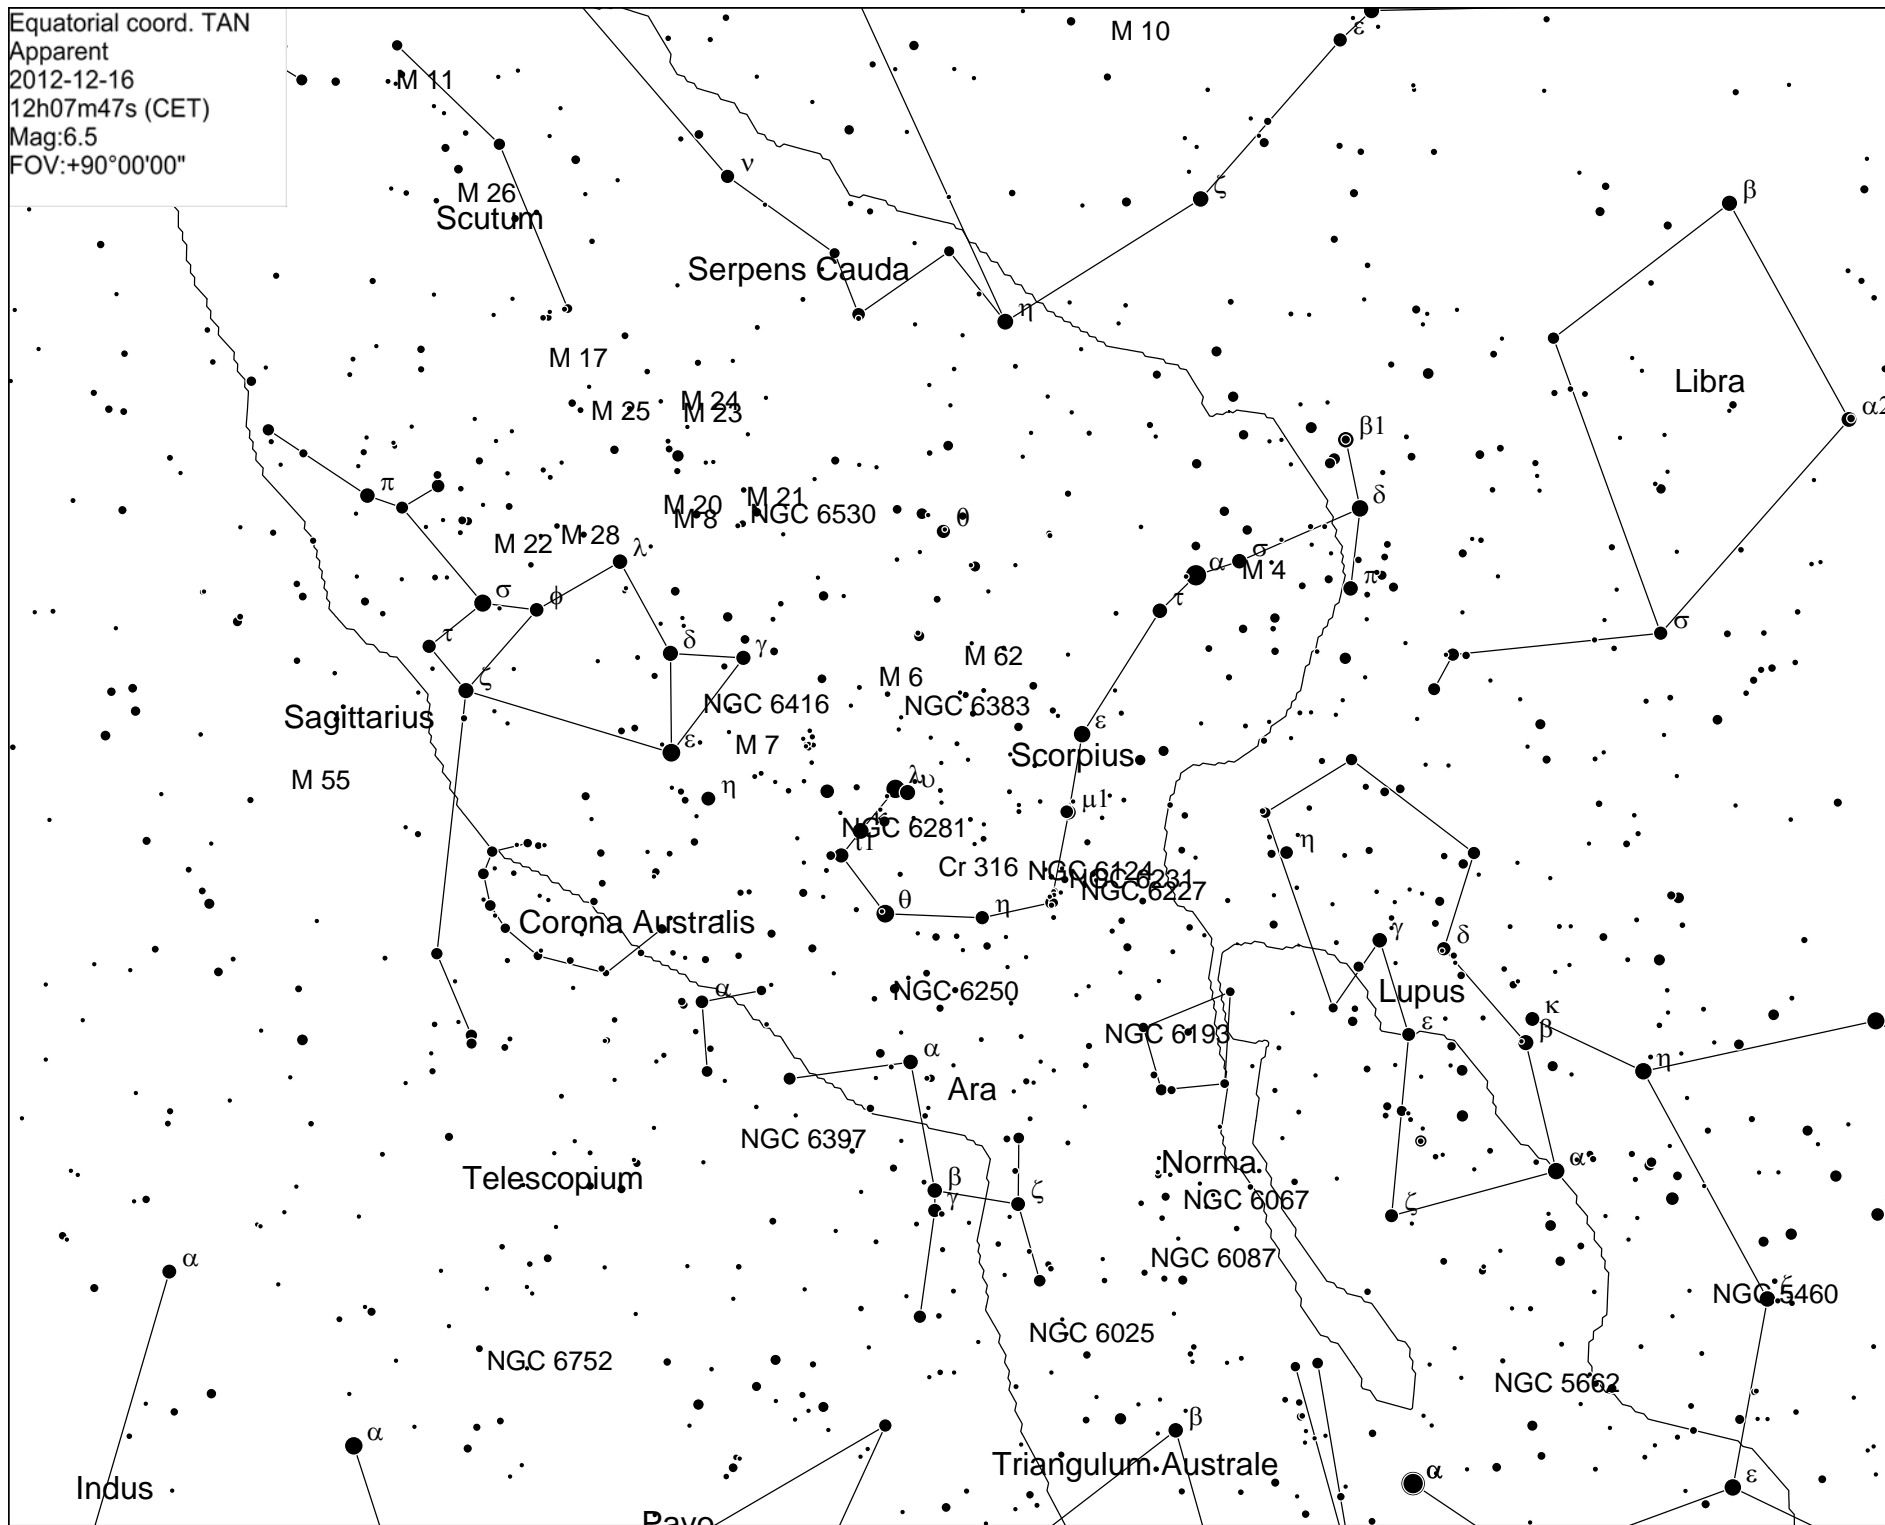 Equatorial coord. TAN
Apparent
2012-12-16
12h07m47s (CET)
Mag:6.5
FOV:+90°00'00"
M 10
ε
M 11
ν
M 26
ζ
β
Scutum
Serpens Cauda
η
M 17
Libra
M 24
M 25
M 23
α2
β1
π
δ
M 21
M 20
NGC 6530
M 8
θ
M 22
M 28
λ
σ
α
M 4
π
σ
φ
τ
σ
τ
δ
γ
M 62
ζ
M 6
NGC 6416
NGC 6383
Sagittarius
ε
ε
M 7
Scorpius
M 55
η
λ
υ
μ1
κ
NGC 6281
ι1
η
Cr 316
NGC 6124
NGC 6231
NGC 6227
θ
η
Corona Australis
γ
δ
α
NGC 6250
Lupus
κ
NGC 6193
ε
β
α
η
Ara
NGC 6397
Telescopium
Norma
α
β
ζ
γ
NGC 6067
ζ
α
NGC 6087
ζ
NGC 5460
NGC 6025
NGC 6752
NGC 5662
α
β
Triangulum Australe
α
ε
Indus
Pavo